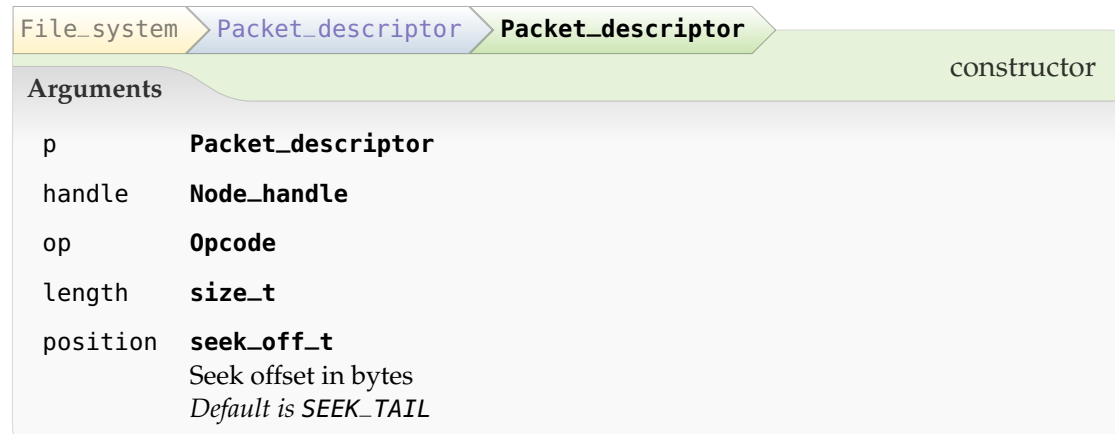 File_system Packet_descriptor Packet_descriptor
constructor
Arguments
p Packet_descriptor
handle Node_handle
op Opcode
length size_t
position seek_off_t
Seek offset in bytes
Default is SEEK_TAIL